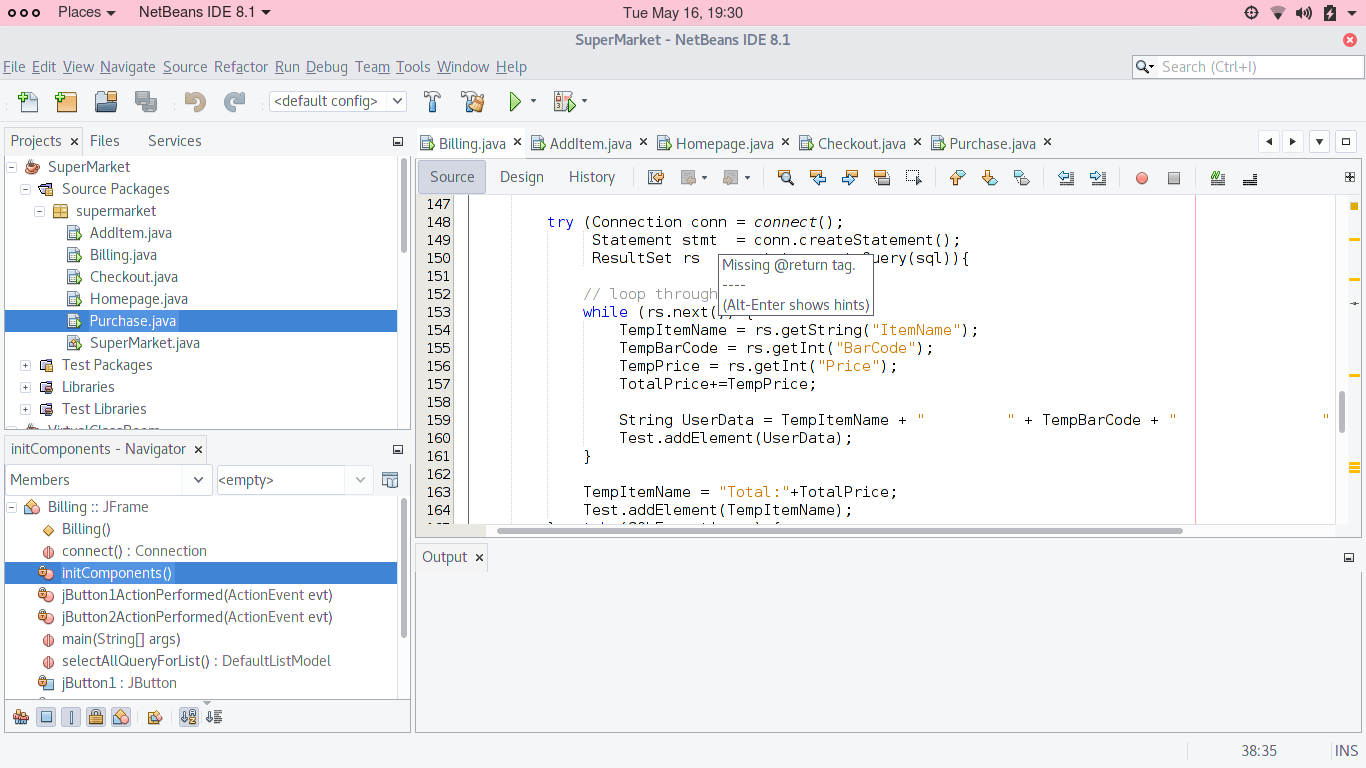 Places NetBeans IDE 8.1 Tue May 16, 19:30
SuperMarket - NetBeans IDE 8.1
File Edit View Navigate Source Refactor Run Debug Team Tools Window Help
Search (Ctrl+I)
<default config>
Projects Files Services
SuperMarket
Source Packages
supermarket
AddItem.java
Billing.java
Checkout.java
Homepage.java
Purchase.java
SuperMarket.java
Test Packages
Libraries
Test Libraries
initComponents - Navigator
Members <empty>
Billing :: JFrame
Billing()
connect() : Connection
initComponents()
jButton1ActionPerformed(ActionEvent evt)
jButton2ActionPerformed(ActionEvent evt)
main(String[] args)
selectAllQueryForList() : DefaultListModel
jButton1 : JButton
Billing.java AddItem.java Homepage.java Checkout.java Purchase.java
Source Design History
147
148 try (Connection conn = connect();
149 Statement stmt  = conn.createStatement();
150 ResultSet rs Query(sql)){
Missing @return tag.
----
(Alt-Enter shows hints)
151
152 // loop through
153 while (rs.next()) {
154 TempItemName = rs.getString("ItemName");
155 TempBarCode = rs.getInt("BarCode");
156 TempPrice = rs.getInt("Price");
157 TotalPrice+=TempPrice;
158
159 String UserData = TempItemName + "         " + TempBarCode + "                "
160 Test.addElement(UserData);
161 }
162
163 TempItemName = "Total:"+TotalPrice;
164 Test.addElement(TempItemName);
Output
38:35 INS